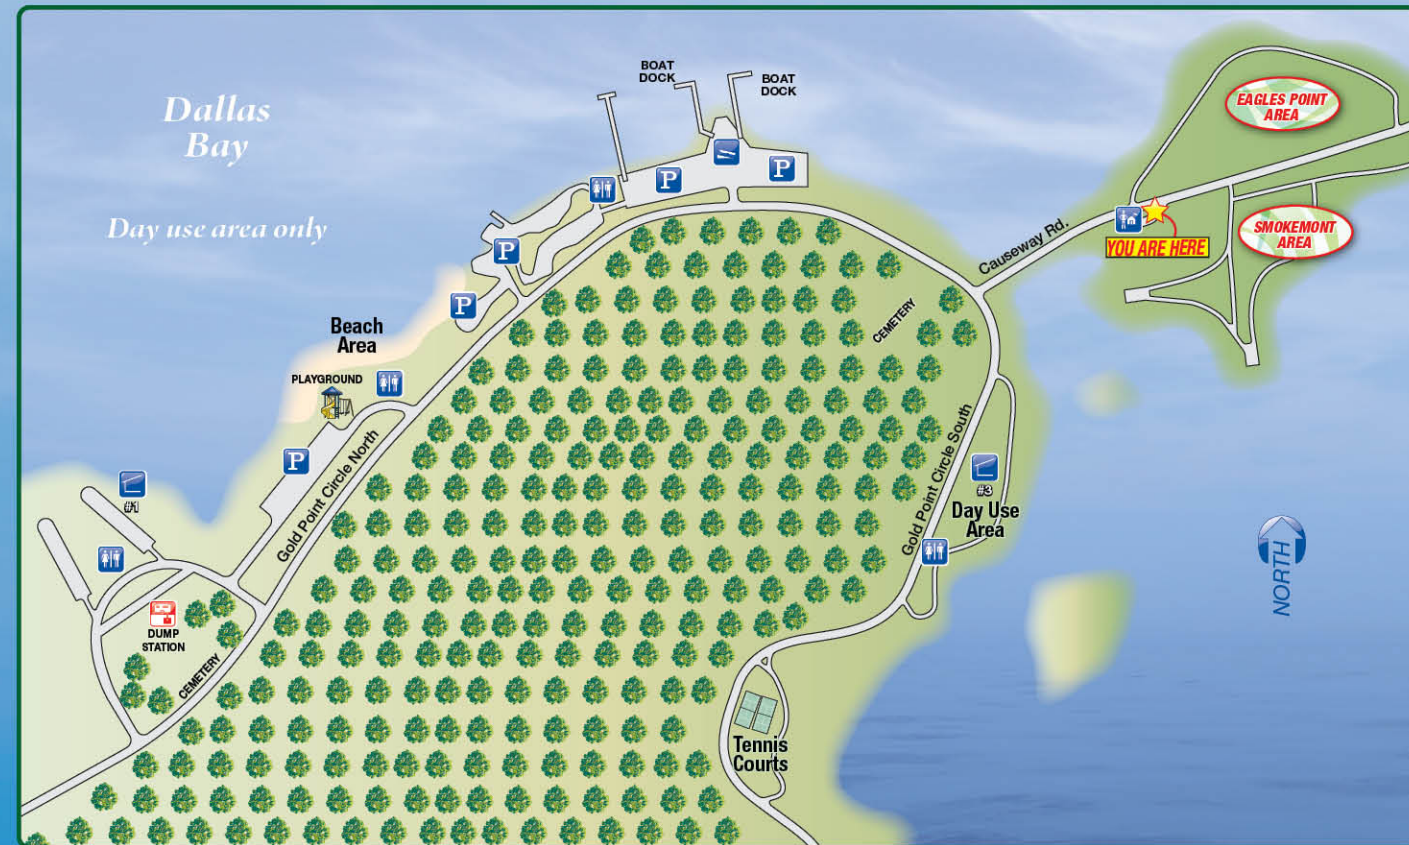 Dallas
Bay
Day use area only
BOAT
DOCK
BOAT
DOCK
EAGLES POINT
AREA
SMOKEMONT
AREA
YOU ARE HERE
Causeway Rd.
P
P
P
P
Beach
Area
PLAYGROUND
P
CEMETERY
Gold Point Circle North
Gold Point Circle South
#1
#3
Day Use
Area
NORTH
DUMP
STATION
CEMETERY
Tennis
Courts